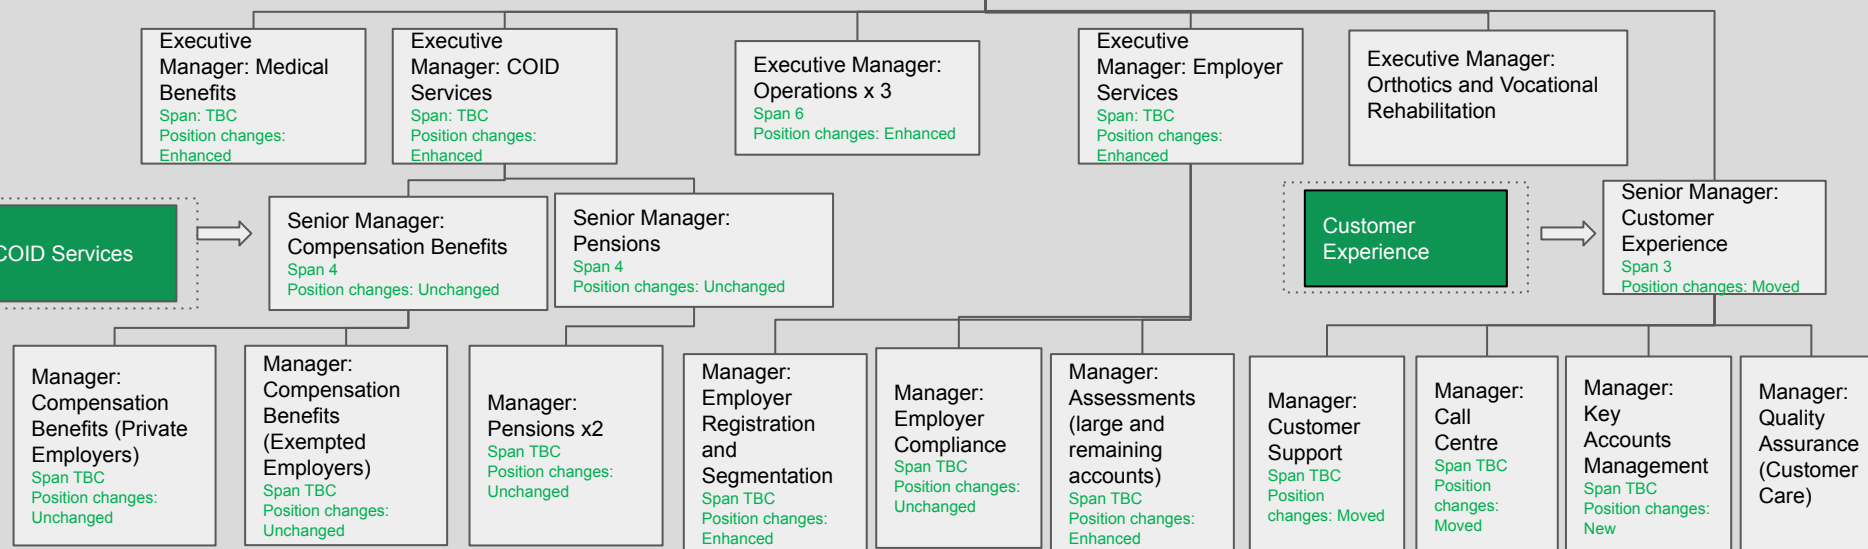 Executive
Manager: Medical
Benefits
Span: TBC
Position changes:
Enhanced
Executive
Manager: COID
Services
Span: TBC
Position changes:
Enhanced
Executive Manager:
Operations x 3
Span 6
Position changes: Enhanced
Executive
Manager: Employer
Services
Span: TBC
Position changes:
Enhanced
Executive Manager:
Orthotics and Vocational
Rehabilitation
COID Services
Senior Manager:
Compensation Benefits
Span 4
Position changes: Unchanged
Senior Manager:
Pensions
Span 4
Position changes: Unchanged
Customer
Experience
Senior Manager:
Customer
Experience
Span 3
Position changes: Moved
Manager:
Compensation
Benefits (Private
Employers)
Span TBC
Position changes:
Unchanged
Manager:
Compensation
Benefits
(Exempted
Employers)
Span TBC
Position changes:
Unchanged
Manager:
Pensions x2
Span TBC
Position changes:
Unchanged
Manager:
Employer
Registration
and
Segmentation
Span TBC
Position changes:
Enhanced
Manager:
Employer
Compliance
Span TBC
Position changes:
Unchanged
Manager:
Assessments
(large and
remaining
accounts)
Span TBC
Position changes:
Enhanced
Manager:
Customer
Support
Span TBC
Position
changes: Moved
Manager:
Call
Centre
Span TBC
Position
changes:
Moved
Manager:
Key
Accounts
Management
Span TBC
Position changes:
New
Manager:
Quality
Assurance
(Customer
Care)